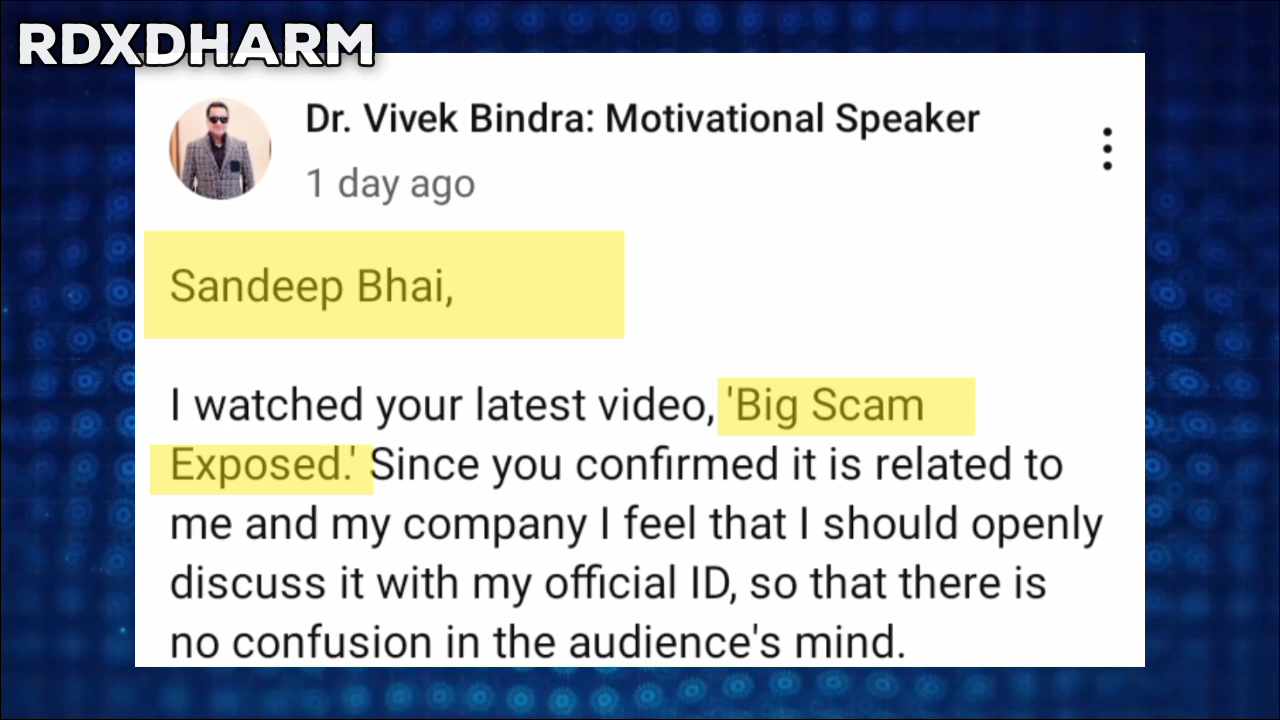 RDXDHARM
Dr. Vivek Bindra: Motivational Speaker
1 day ago
Sandeep Bhai,
I watched your latest video, 'Big Scam
Exposed.' Since you confirmed it is related to
me and my company I feel that I should openly
discuss it with my official ID, so that there is
no confusion in the audience's mind.